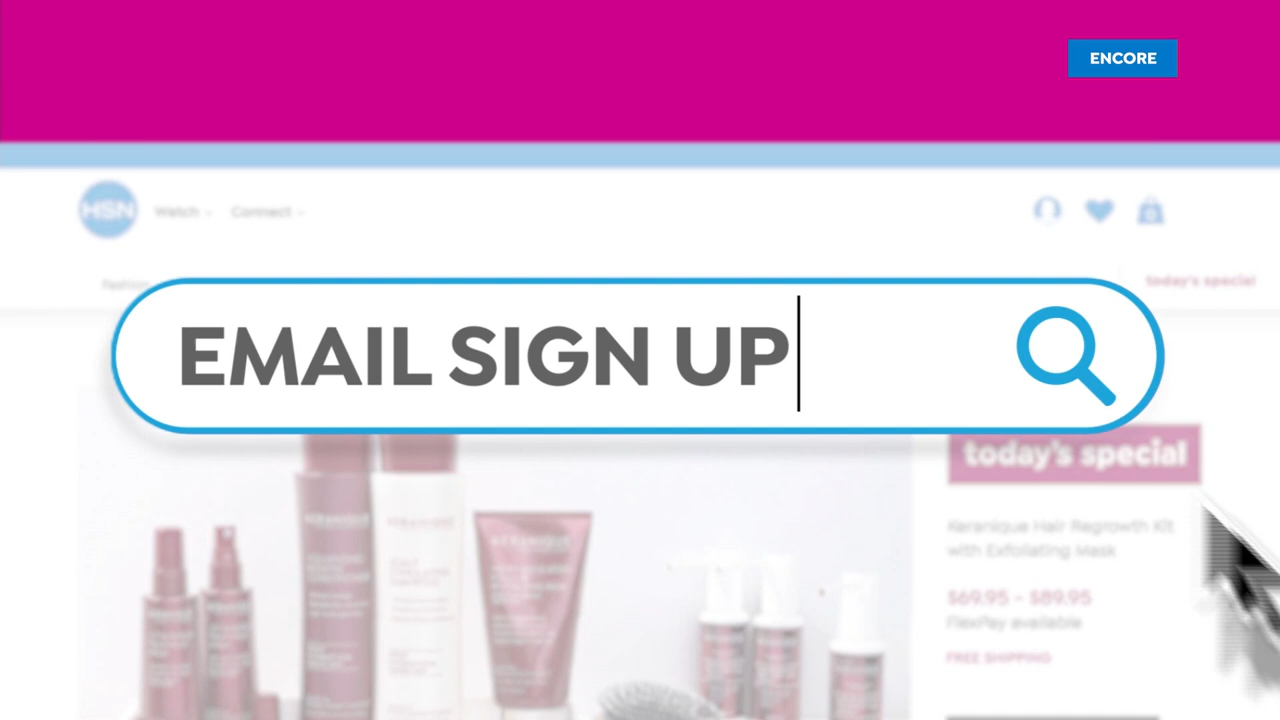 ENCORE
HSN Watch Connect
Fashion
today's special
EMAIL SIGN UP
today's special
Keranique Hair Regrowth Kit
with Exfoliating Mask
$69.95 - $89.95
FlexPay available
FREE SHIPPING